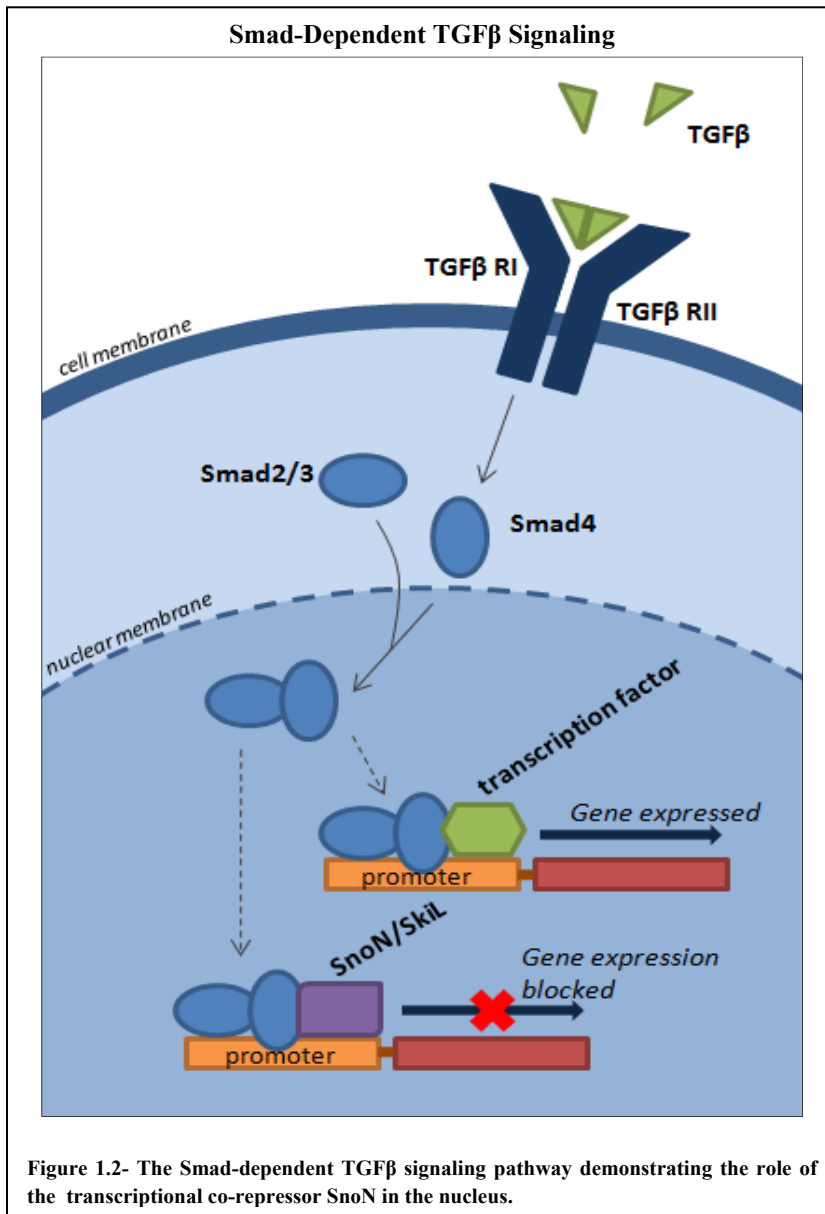 Smad-Dependent TGFβ Signaling
TGFβ
TGFβ RI
TGFβ RII
cell membrane
Smad2/3
Smad4
nuclear membrane
transcription factor
Gene expressed
promoter
SnoN/SkiL
Gene expression
blocked
promoter
Figure 1.2- The Smad-dependent TGFβ signaling pathway demonstrating the role of
the transcriptional co-repressor SnoN in the nucleus.